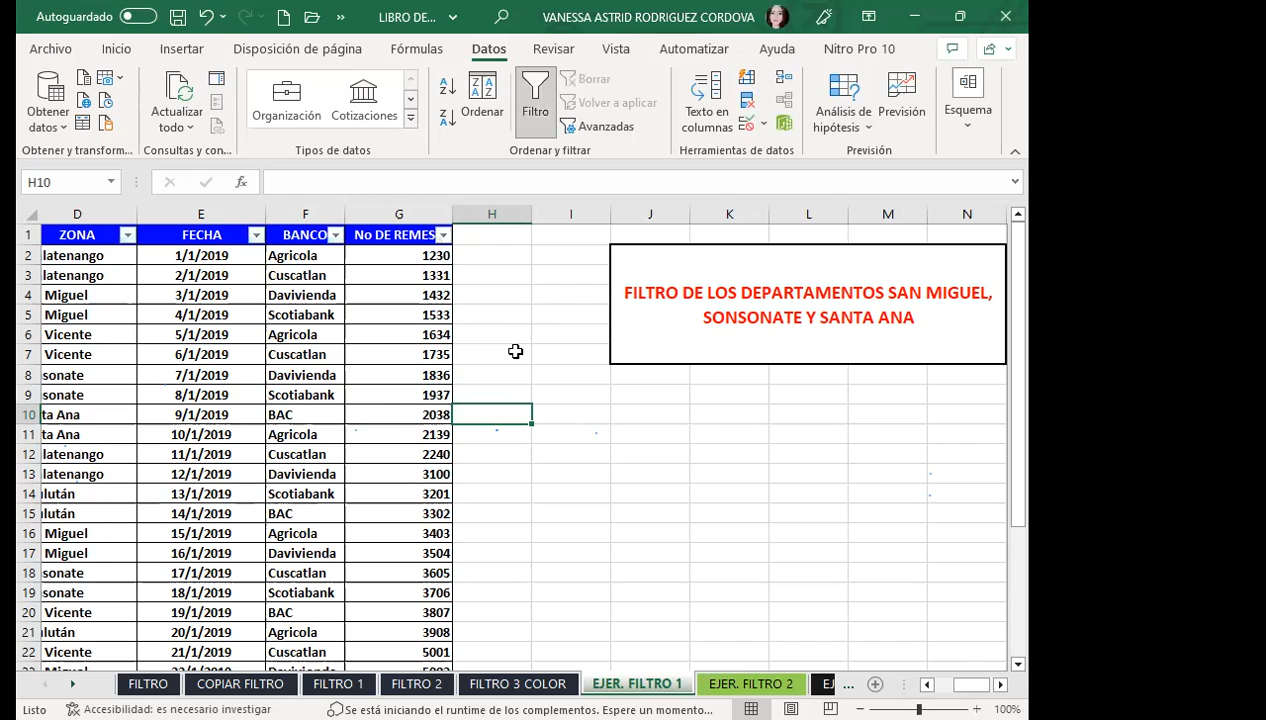 Autoguardado
LIBRO DE...
VANESSA ASTRID RODRIGUEZ CORDOVA
Archivo Inicio Insertar Disposición de página Fórmulas Datos Revisar Vista Automatizar Ayuda Nitro Pro 10
Obtener datos
Actualizar todo
Organización Cotizaciones
Ordenar
Filtro
Borrar
Volver a aplicar
Avanzadas
Texto en columnas
Análisis de hipótesis
Previsión
Esquema
Obtener y transform... Consultas y con... Tipos de datos Ordenar y filtrar Herramientas de datos Previsión
H10 fx
D E F G H I J K L M N
1 ZONA FECHA BANCO No DE REMES
2 latenango 1/1/2019 Agricola 1230
3 latenango 2/1/2019 Cuscatlan 1331
4 Miguel 3/1/2019 Davivienda 1432
5 Miguel 4/1/2019 Scotiabank 1533
6 Vicente 5/1/2019 Agricola 1634
7 Vicente 6/1/2019 Cuscatlan 1735
8 sonate 7/1/2019 Davivienda 1836
9 sonate 8/1/2019 Scotiabank 1937
10 ta Ana 9/1/2019 BAC 2038
11 ta Ana 10/1/2019 Agricola 2139
12 latenango 11/1/2019 Cuscatlan 2240
13 latenango 12/1/2019 Davivienda 3100
14 lután 13/1/2019 Scotiabank 3201
15 lután 14/1/2019 BAC 3302
16 Miguel 15/1/2019 Agricola 3403
17 Miguel 16/1/2019 Davivienda 3504
18 sonate 17/1/2019 Cuscatlan 3605
19 sonate 18/1/2019 Scotiabank 3706
20 Vicente 19/1/2019 BAC 3807
21 lután 20/1/2019 Agricola 3908
22 Vicente 21/1/2019 Cuscatlan 5001
FILTRO DE LOS DEPARTAMENTOS SAN MIGUEL,
SONSONATE Y SANTA ANA
FILTRO COPIAR FILTRO FILTRO 1 FILTRO 2 FILTRO 3 COLOR EJER. FILTRO 1 EJER. FILTRO 2 EJ ...
Listo Accesibilidad: es necesario investigar Se está iniciando el runtime de los complementos. Espere un momento... 100%